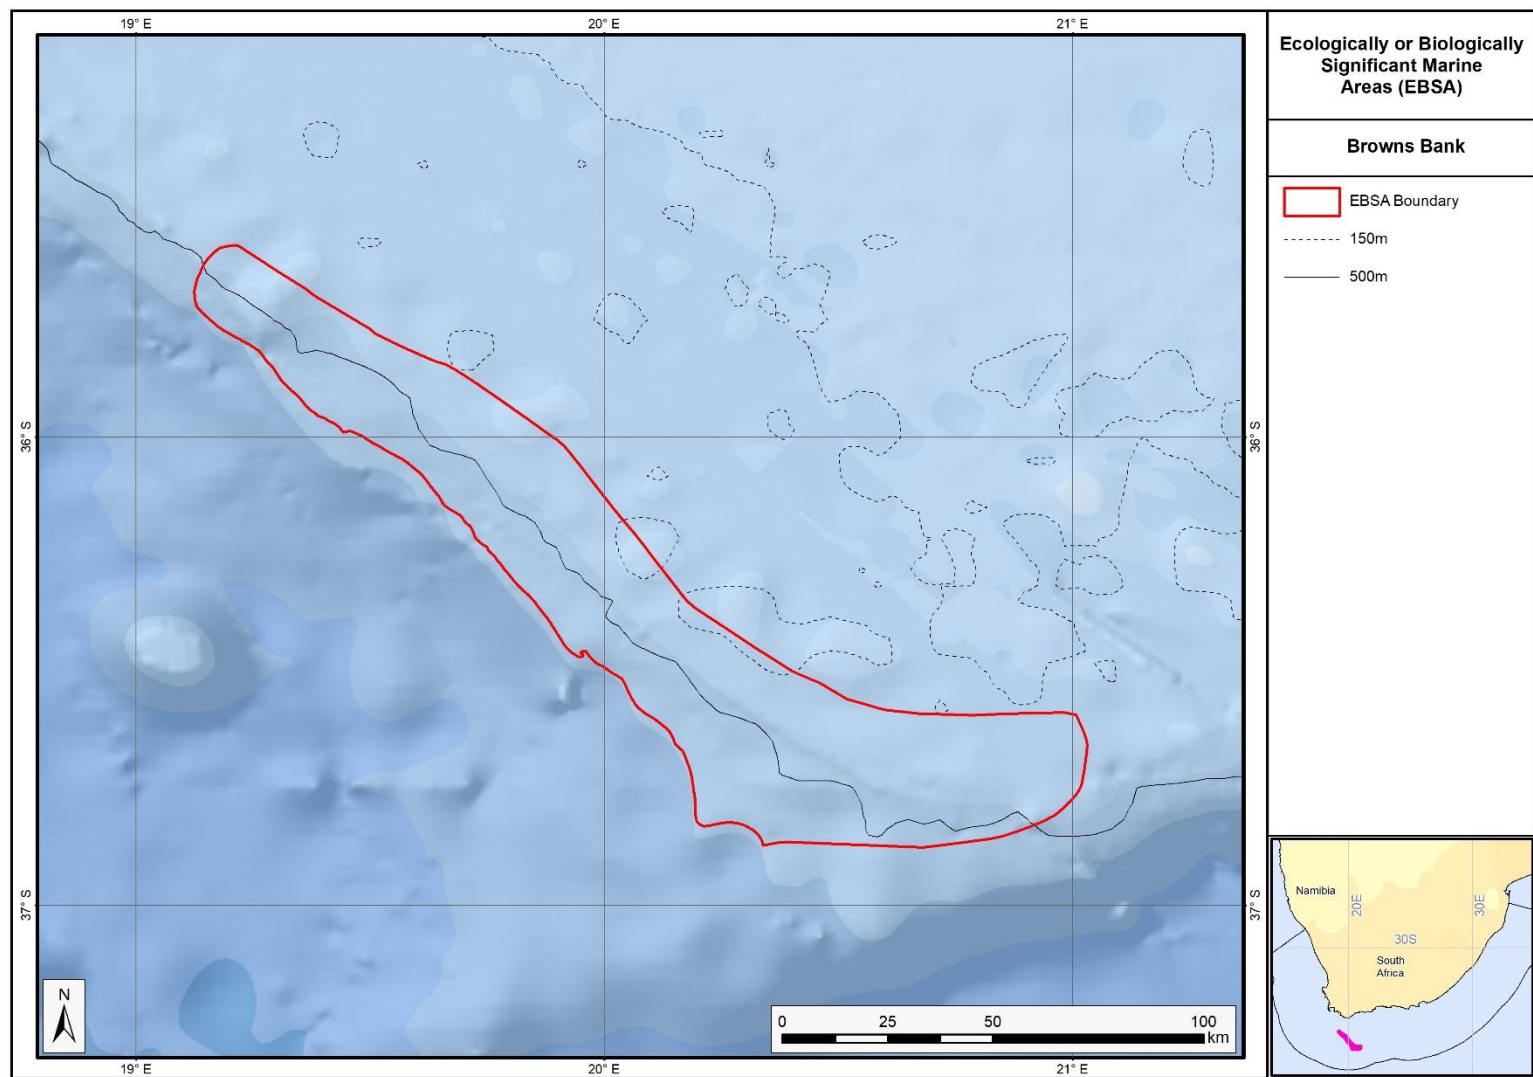 19° E
20° E
21° E
36° S
36° S
37° S
37° S
N
0
25
50
100
km
19° E
20° E
21° E
Ecologically or Biologically
Significant Marine
Areas (EBSA)
Browns Bank
EBSA Boundary
150m
500m
Namibia
20E
30E
30S
South
Africa